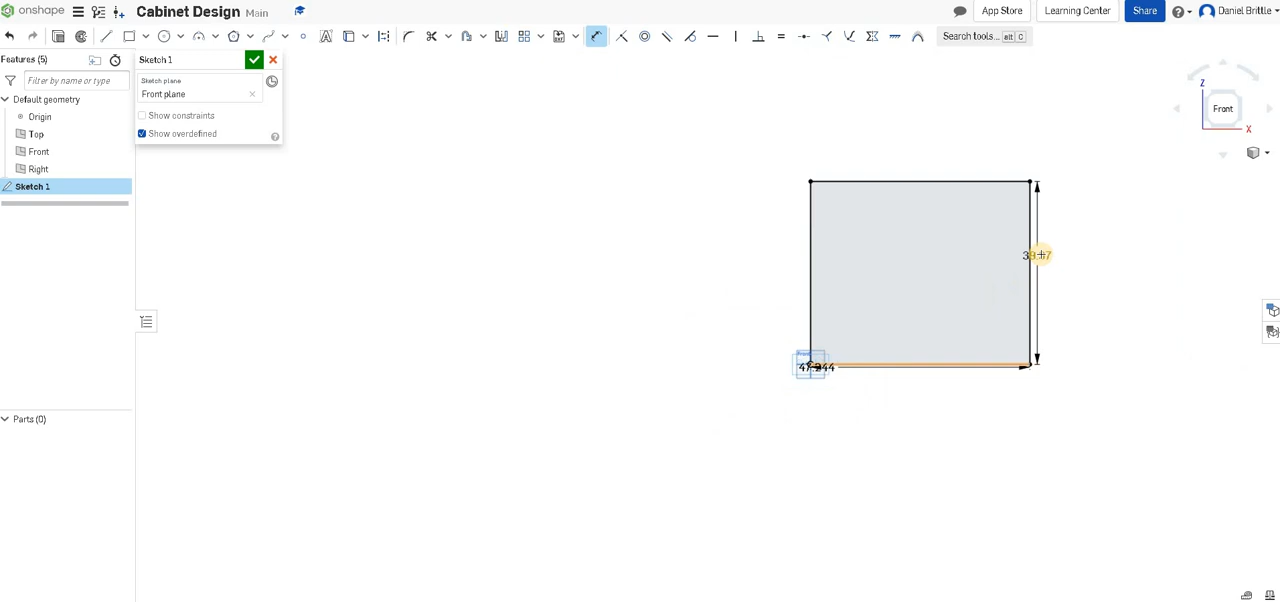 onshape Cabinet Design Main App Store Learning Center Share Daniel Brittle
Search tools... alt C
Features (5)
Filter by name or type
Default geometry
Origin
Top
Front
Right
Sketch 1
Parts (0)
Sketch 1
Sketch plane
Front plane
Show constraints
Show overdefined
Z
Front
X